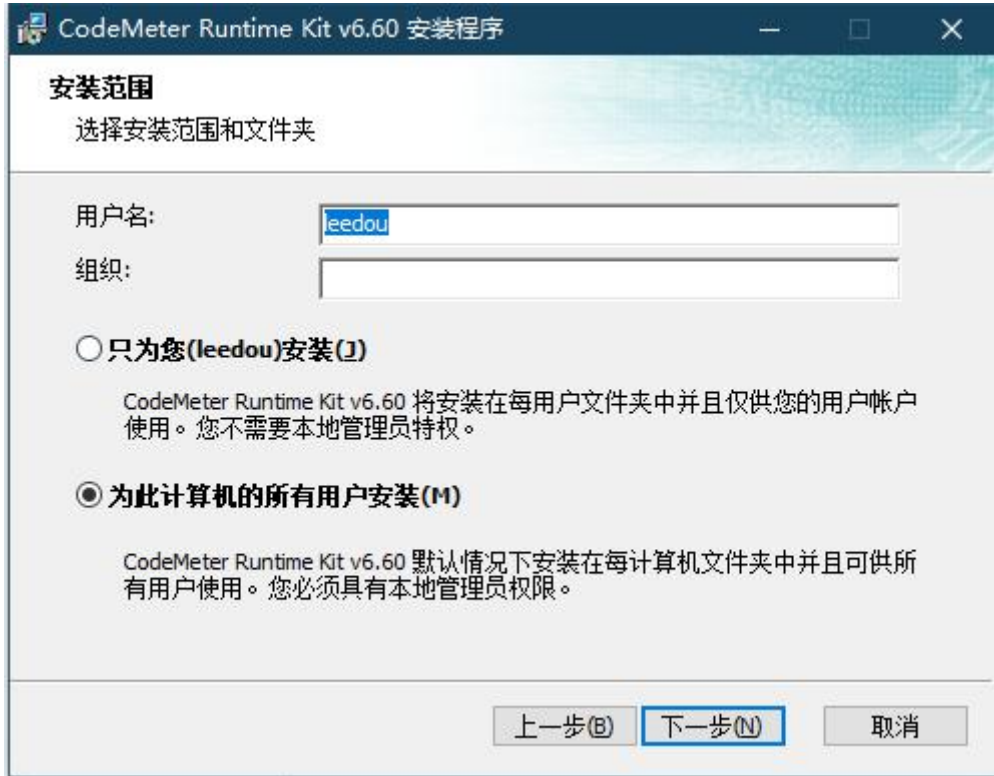 CodeMeter Runtime Kit v6.60 安装程序
安装范围
选择安装范围和文件夹
用户名:
leedou
组织:
只为您(leedou)安装(J)
CodeMeter Runtime Kit v6.60 将安装在每用户文件夹中并且仅供您的用户帐户
使用。您不需要本地管理员特权。
为此计算机的所有用户安装(M)
CodeMeter Runtime Kit v6.60 默认情况下安装在每计算机文件夹中并且可供所
有用户使用。您必须具有本地管理员权限。
上一步(B) 下一步(N) 取消